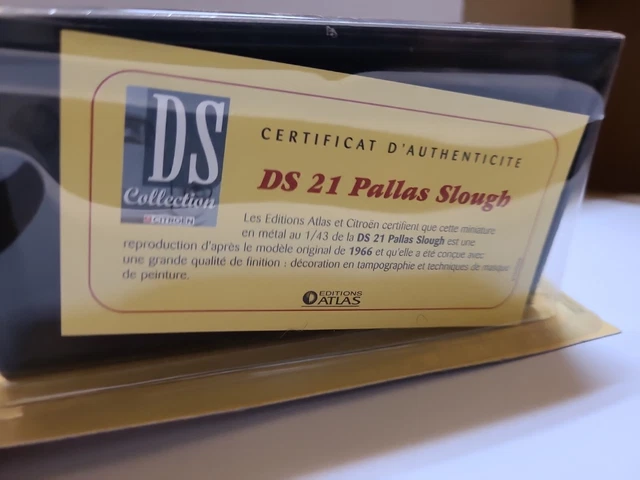 DS
Collection
CITROËN
CERTIFICAT D'AUTHENTICITE
DS 21 Pallas Slough
Les Editions Atlas et Citroën certifient que cette miniature
en métal au 1/43 de la DS 21 Pallas Slough est une
reproduction d'après le modèle original de 1966 et qu'elle a été conçue avec
une grande qualité de finition : décoration en tampographie et techniques de masque
de peinture.
EDITIONS
ATLAS